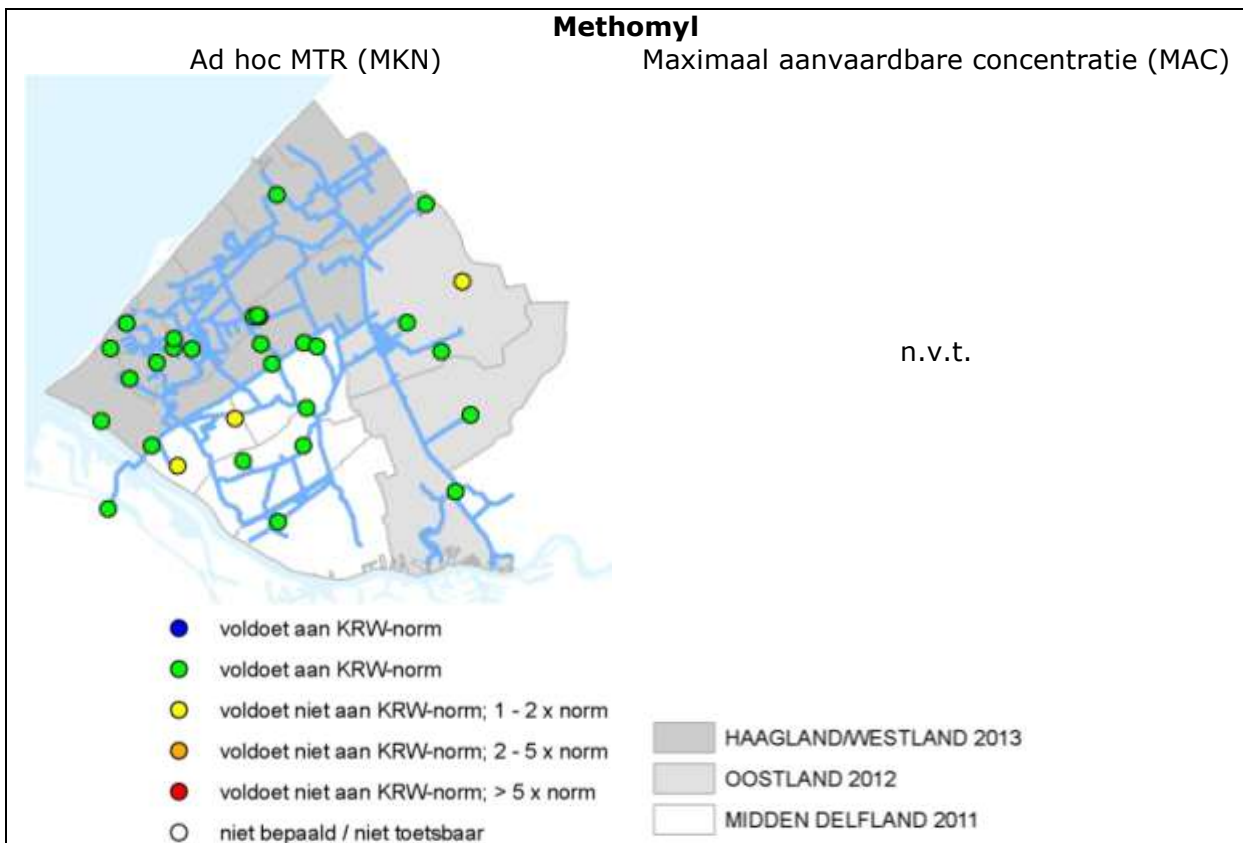 Methomyl
Ad hoc MTR (MKN)
Maximaal aanvaardbare concentratie (MAC)
n.v.t.
voldoet aan KRW-norm
voldoet aan KRW-norm
voldoet niet aan KRW-norm; 1 - 2 x norm
voldoet niet aan KRW-norm; 2 - 5 x norm
voldoet niet aan KRW-norm; > 5 x norm
niet bepaald / niet toetsbaar
HAAGLAND/WESTLAND 2013
OOSTLAND 2012
MIDDEN DELFLAND 2011